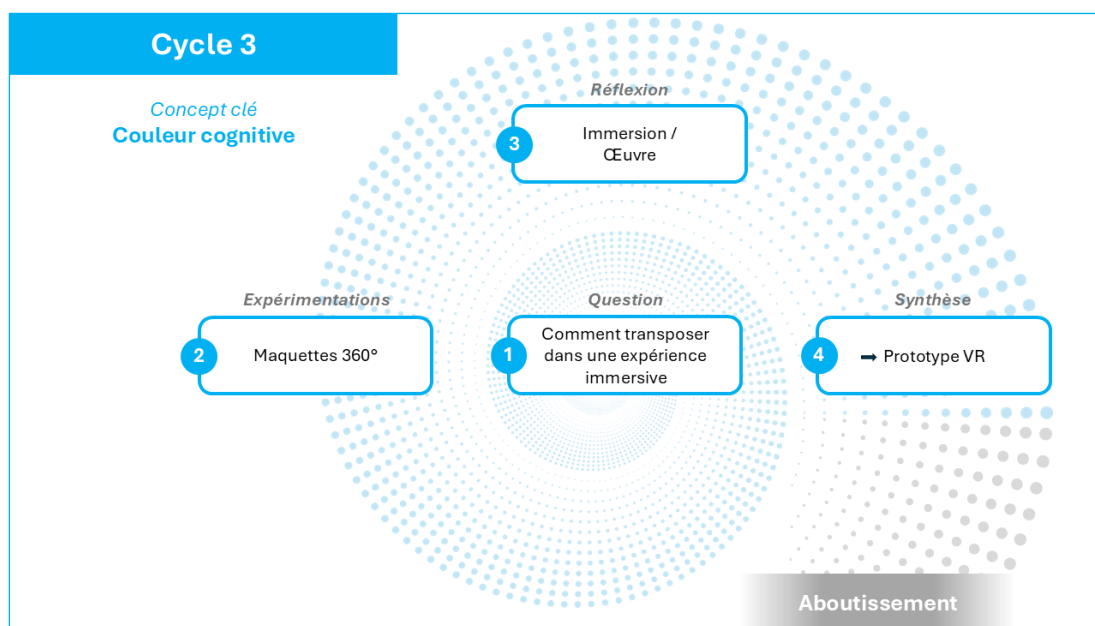 Cycle 3
Concept clé
Couleur cognitive
Réflexion
3
Immersion /
Œuvre
Expérimentations
2
Maquettes 360°
Question
1
Comment transposer
dans une expérience
immersive
Synthèse
4
➡ Prototype VR
Aboutissement